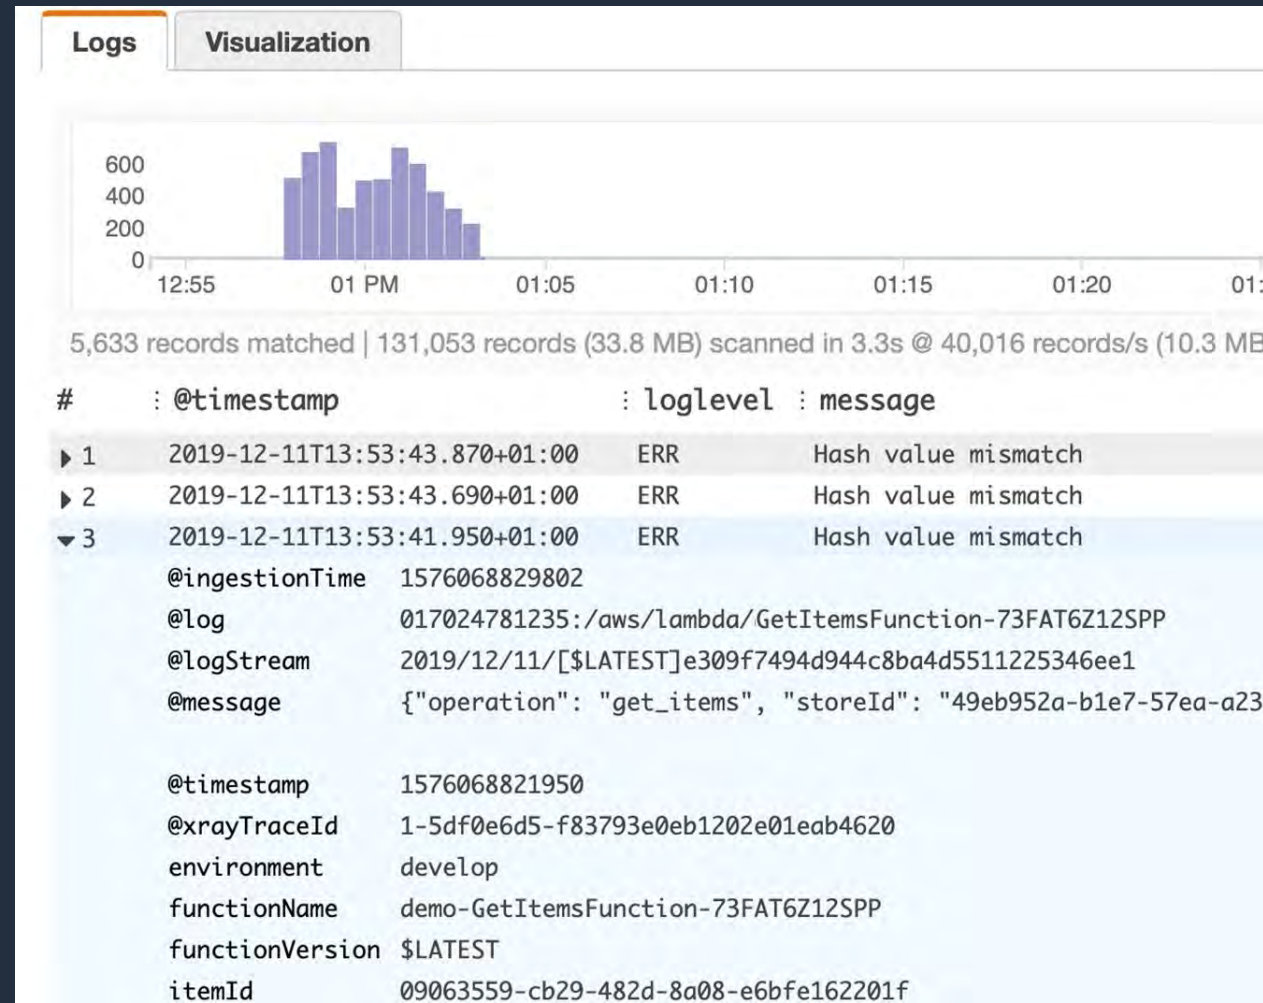 Logs Visualization
600
400
200
0
12:55 01 PM 01:05 01:10 01:15 01:20 01:
5,633 records matched | 131,053 records (33.8 MB) scanned in 3.3s @ 40,016 records/s (10.3 MB
# : @timestamp : loglevel : message
1 2019-12-11T13:53:43.870+01:00 ERR Hash value mismatch
2 2019-12-11T13:53:43.690+01:00 ERR Hash value mismatch
3 2019-12-11T13:53:41.950+01:00 ERR Hash value mismatch
@ingestionTime 1576068829802
@log 017024781235:/aws/lambda/GetItemsFunction-73FAT6Z12SPP
@logStream 2019/12/11/[$LATEST]e309f7494d944c8ba4d5511225346ee1
@message {"operation": "get_items", "storeId": "49eb952a-b1e7-57ea-a23
@timestamp 1576068821950
@xrayTraceId 1-5df0e6d5-f83793e0eb1202e01eab4620
environment develop
functionName demo-GetItemsFunction-73FAT6Z12SPP
functionVersion $LATEST
itemId 09063559-cb29-482d-8a08-e6bfe162201f